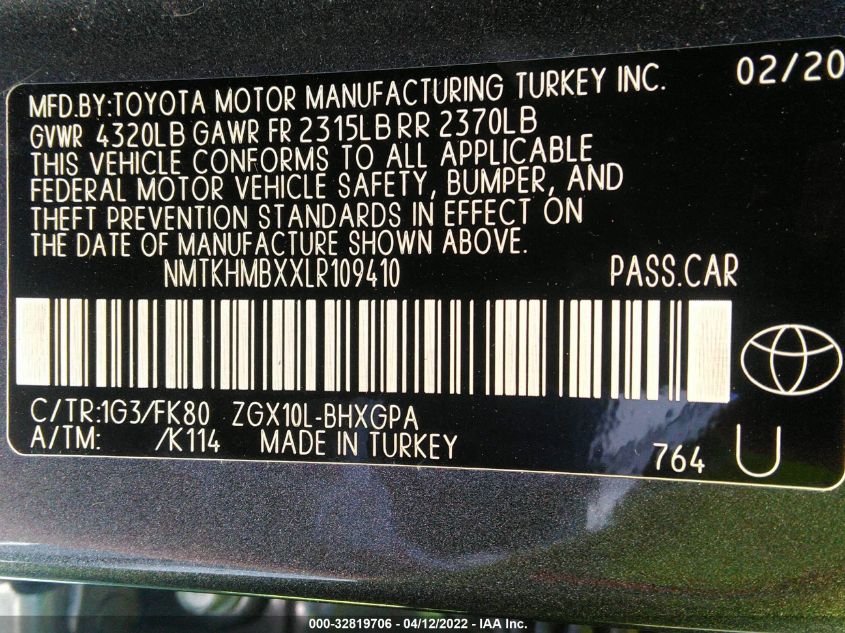 02/20
MFD.BY:TOYOTA MOTOR MANUFACTURING TURKEY INC.
GVWR 4320LB GAWR FR 2315LB RR 2370LB
THIS VEHICLE CONFORMS TO ALL APPLICABLE
FEDERAL MOTOR VEHICLE SAFETY, BUMPER, AND
THEFT PREVENTION STANDARDS IN EFFECT ON
THE DATE OF MANUFACTURE SHOWN ABOVE.
NMTKHMBXXLR109410 PASS.CAR
C/TR:1G3/FK80 ZGX10L-BHXGPA
A/TM: /K114 MADE IN TURKEY 764 U
000-32819706 - 04/12/2022 - IAA Inc.